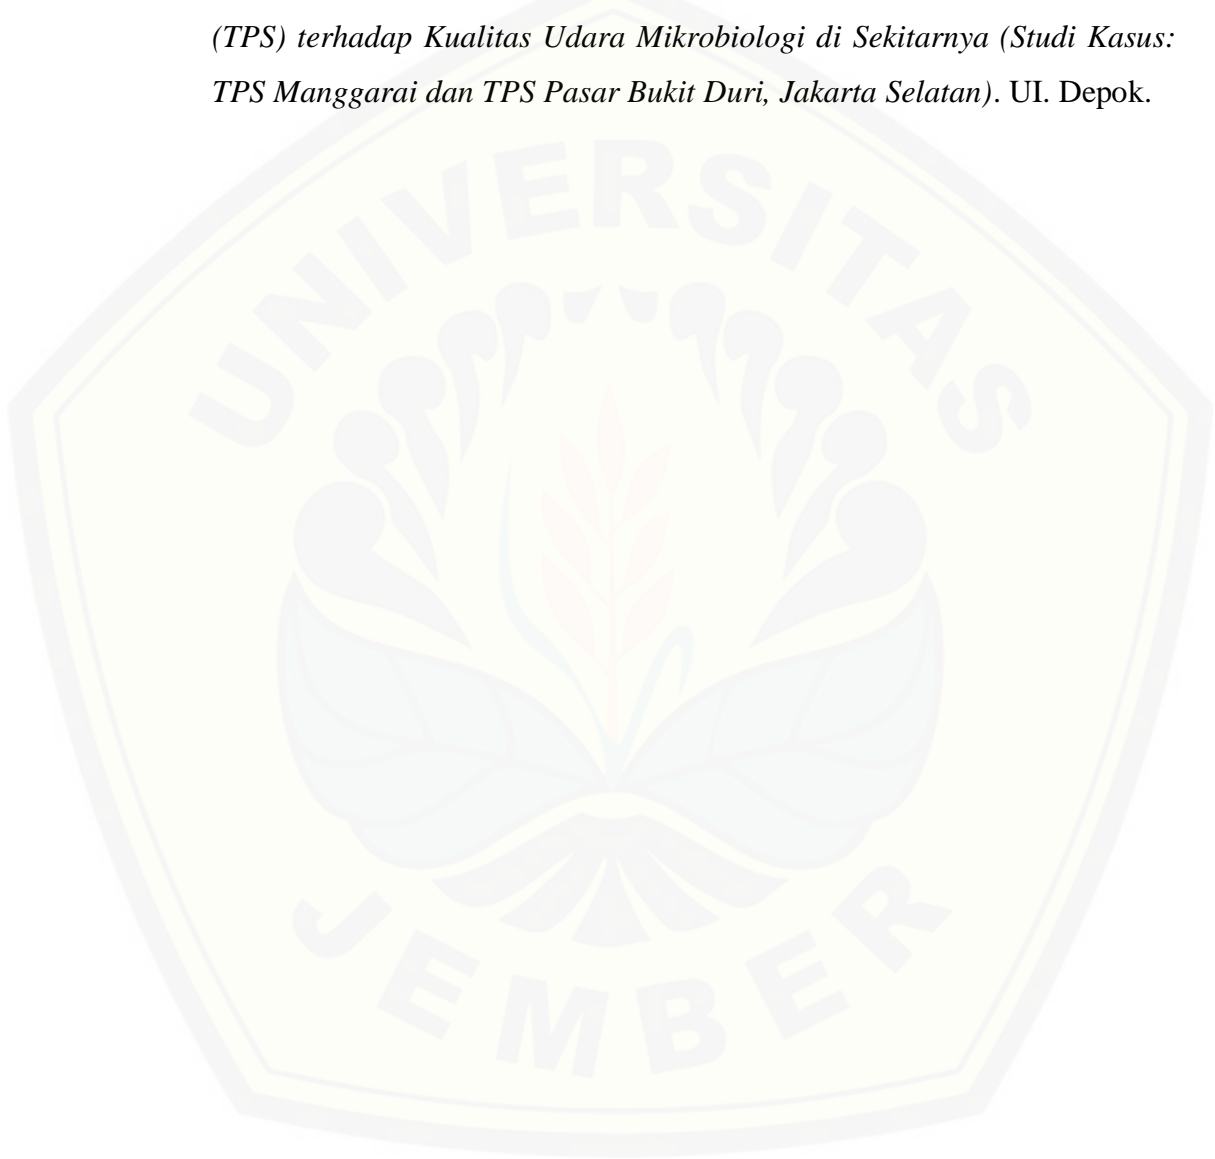 (TPS) terhadap Kualitas Udara Mikrobiologi di Sekitarnya (Studi Kasus:
TPS Manggarai dan TPS Pasar Bukit Duri, Jakarta Selatan). UI. Depok.
UNIVERSITAS
JEMBER